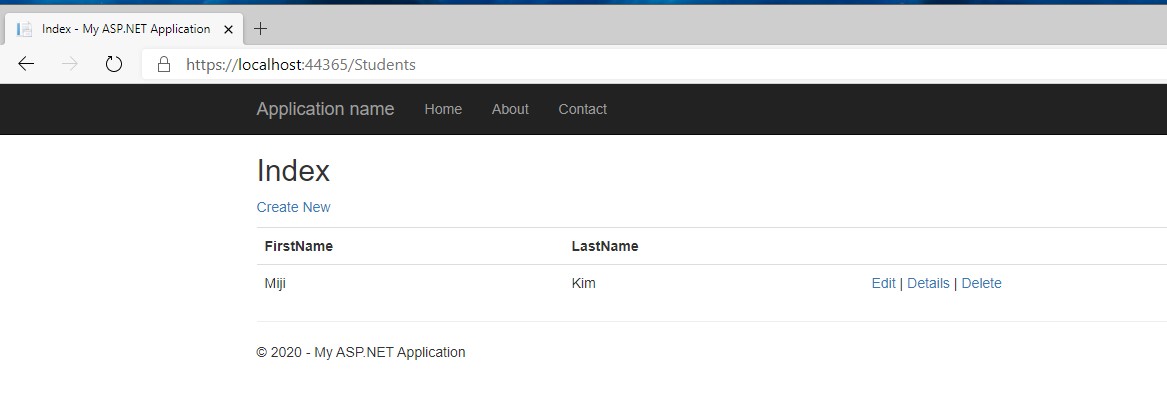 Index - My ASP.NET Application
https://localhost:44365/Students
Application name Home About Contact
Index
Create New
FirstName LastName
Miji Kim Edit | Details | Delete
© 2020 - My ASP.NET Application